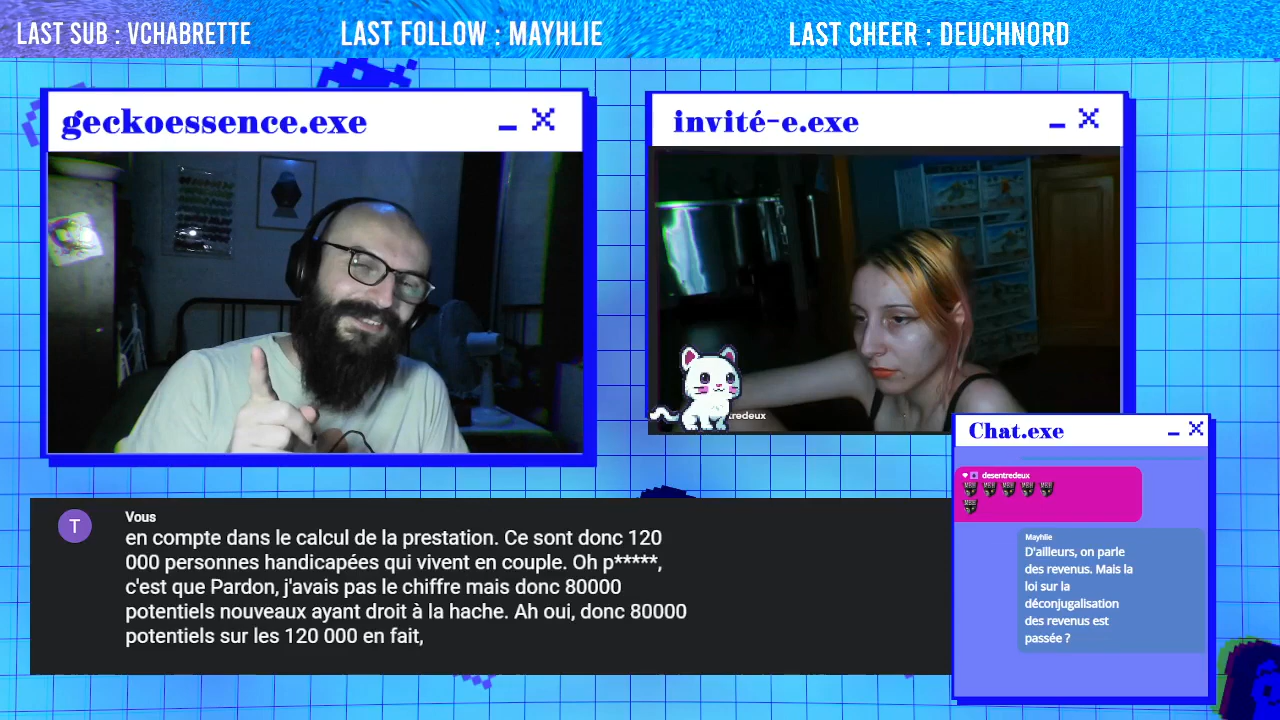 LAST SUB : VCHABRETTE
LAST FOLLOW : MAYHLIE
LAST CHEER : DEUCHNORD
geckoessence.exe
invité-e.exe
redeux
Chat.exe
desentredeux
Vous
T
en compte dans le calcul de la prestation. Ce sont donc 120
000 personnes handicapées qui vivent en couple. Oh p*****,
c'est que Pardon, j'avais pas le chiffre mais donc 80000
potentiels nouveaux ayant droit à la hache. Ah oui, donc 80000
potentiels sur les 120 000 en fait,
Mayhlie
D'ailleurs, on parle
des revenus. Mais la
loi sur la
déconjugalisation
des revenus est
passée ?